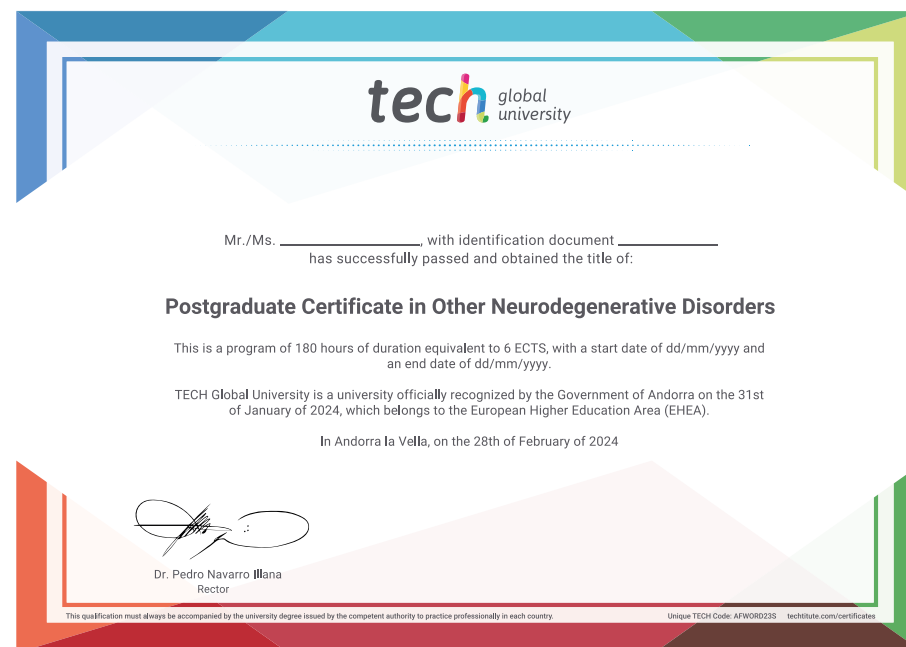 tech global
university
Mr./Ms. ____________, with identification document ____________
has successfully passed and obtained the title of:
Postgraduate Certificate in Other Neurodegenerative Disorders
This is a program of 180 hours of duration equivalent to 6 ECTS, with a start date of dd/mm/yyyy and
an end date of dd/mm/yyyy.
TECH Global University is a university officially recognized by the Government of Andorra on the 31st
of January of 2024, which belongs to the European Higher Education Area (EHEA).
In Andorra la Vella, on the 28th of February of 2024
Dr. Pedro Navarro Illana
Rector
This qualification must always be accompanied by the university degree issued by the competent authority to practice professionally in each country.
Unique TECH Code: AFWORD23S techtitute.com/certificates